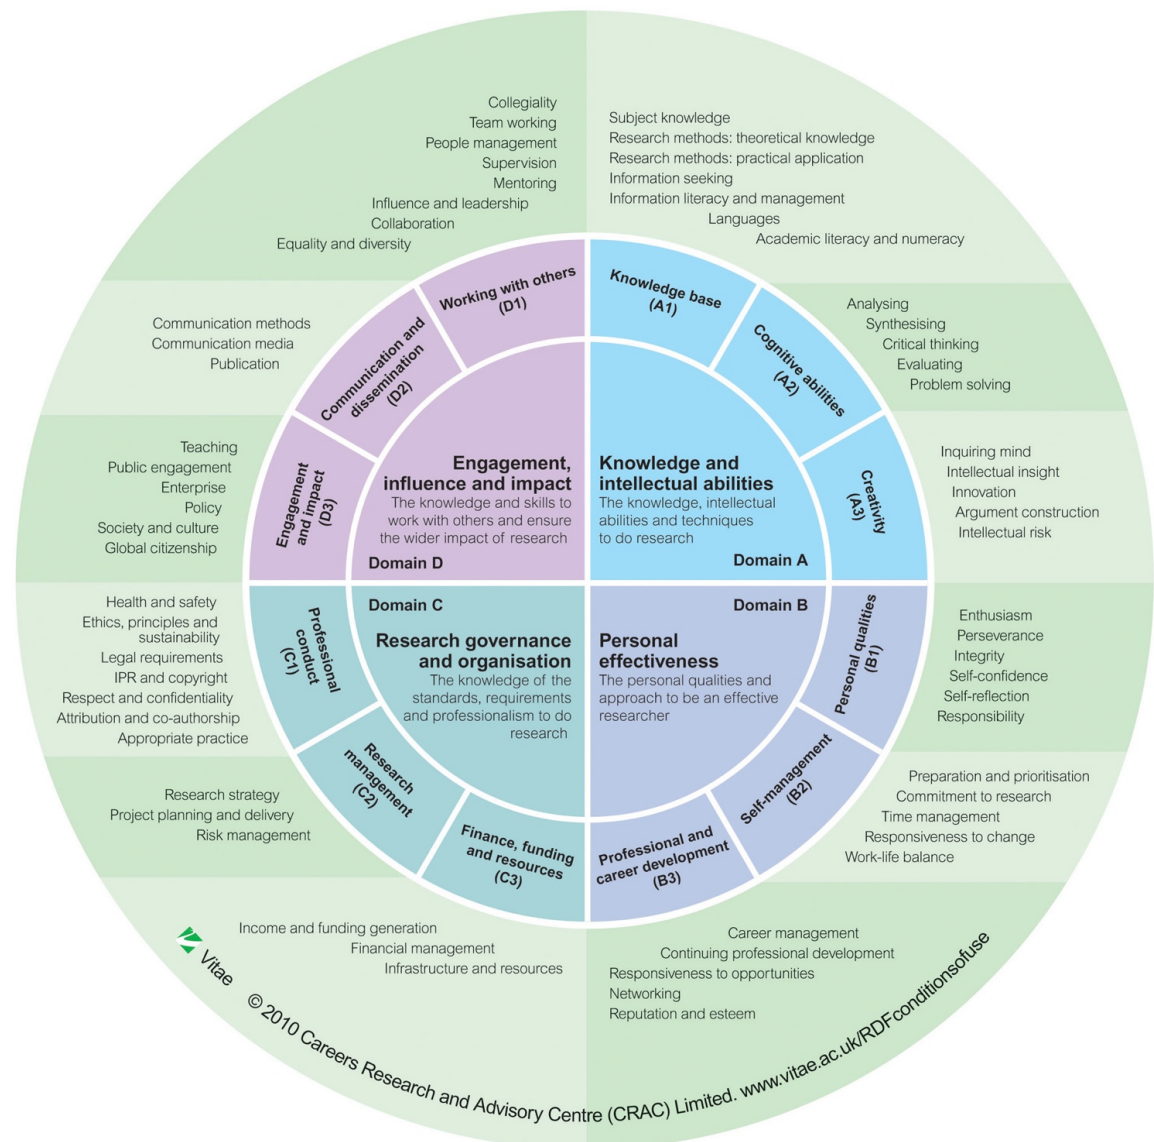 Collegiality
Team working
People management
Supervision
Mentoring
Influence and leadership
Collaboration
Equality and diversity
Subject knowledge
Research methods: theoretical knowledge
Research methods: practical application
Information seeking
Information literacy and management
Languages
Academic literacy and numeracy
Working with others
(D1)
Knowledge base
(A1)
Communication methods
Communication media
Publication
Communication and
dissemination
(D2)
Cognitive abilities
(A2)
Analysing
Synthesising
Critical thinking
Evaluating
Problem solving
Teaching
Public engagement
Enterprise
Policy
Society and culture
Global citizenship
Engagement
and impact
(D3)
Engagement,
influence and impact
The knowledge and skills to
work with others and ensure
the wider impact of research
Domain D
Knowledge and
intellectual abilities
The knowledge, intellectual
abilities and techniques
to do research
Domain A
Creativity
(A3)
Inquiring mind
Intellectual insight
Innovation
Argument construction
Intellectual risk
Health and safety
Ethics, principles and
sustainability
Legal requirements
IPR and copyright
Respect and confidentiality
Attribution and co-authorship
Appropriate practice
Professional
conduct
(C1)
Domain C
Research governance
and organisation
The knowledge of the
standards, requirements
and professionalism to do
research
Domain B
Personal
effectiveness
The personal qualities and
approach to be an effective
researcher
Personal qualities
(B1)
Enthusiasm
Perseverance
Integrity
Self-confidence
Self-reflection
Responsibility
Research strategy
Project planning and delivery
Risk management
Research
management
(C2)
Self-management
(B2)
Preparation and prioritisation
Commitment to research
Time management
Responsiveness to change
Work-life balance
Finance, funding
and resources
(C3)
Professional and
career development
(B3)
Income and funding generation
Financial management
Infrastructure and resources
Career management
Continuing professional development
Responsiveness to opportunities
Networking
Reputation and esteem
Vitae © 2010 Careers Research and Advisory Centre (CRAC) Limited. www.vitae.ac.uk/RDFconditionsofuse